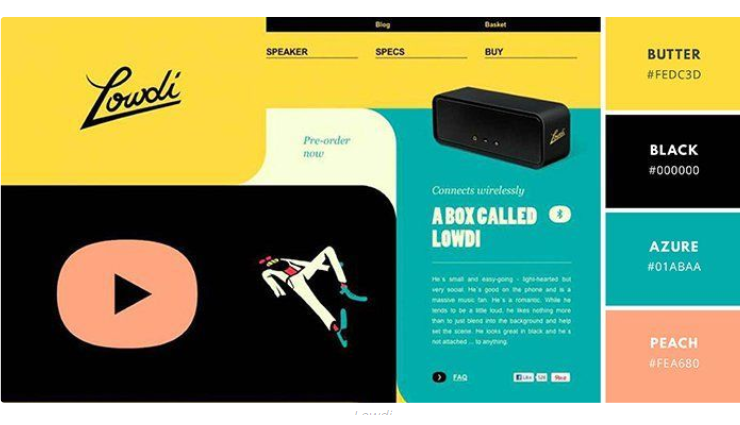 Blog Basket
SPEAKER SPECS BUY
Lowdi
Pre-order
now
Lowdi
Connects wirelessly
A BOX CALLED
LOWDI
He's small and easy-going - light-hearted but
very social. He's good on the phone and is a
massive music fan. He's a romantic. While he
tends to be a little loud, he likes nothing more
than to just blend into the background and help
set the scene. He looks great in black and he's
not attached ... to anything.
FAQ
Like
BUTTER
#FEDC3D
BLACK
#000000
AZURE
#01ABAA
PEACH
#FEA680
Lowdi